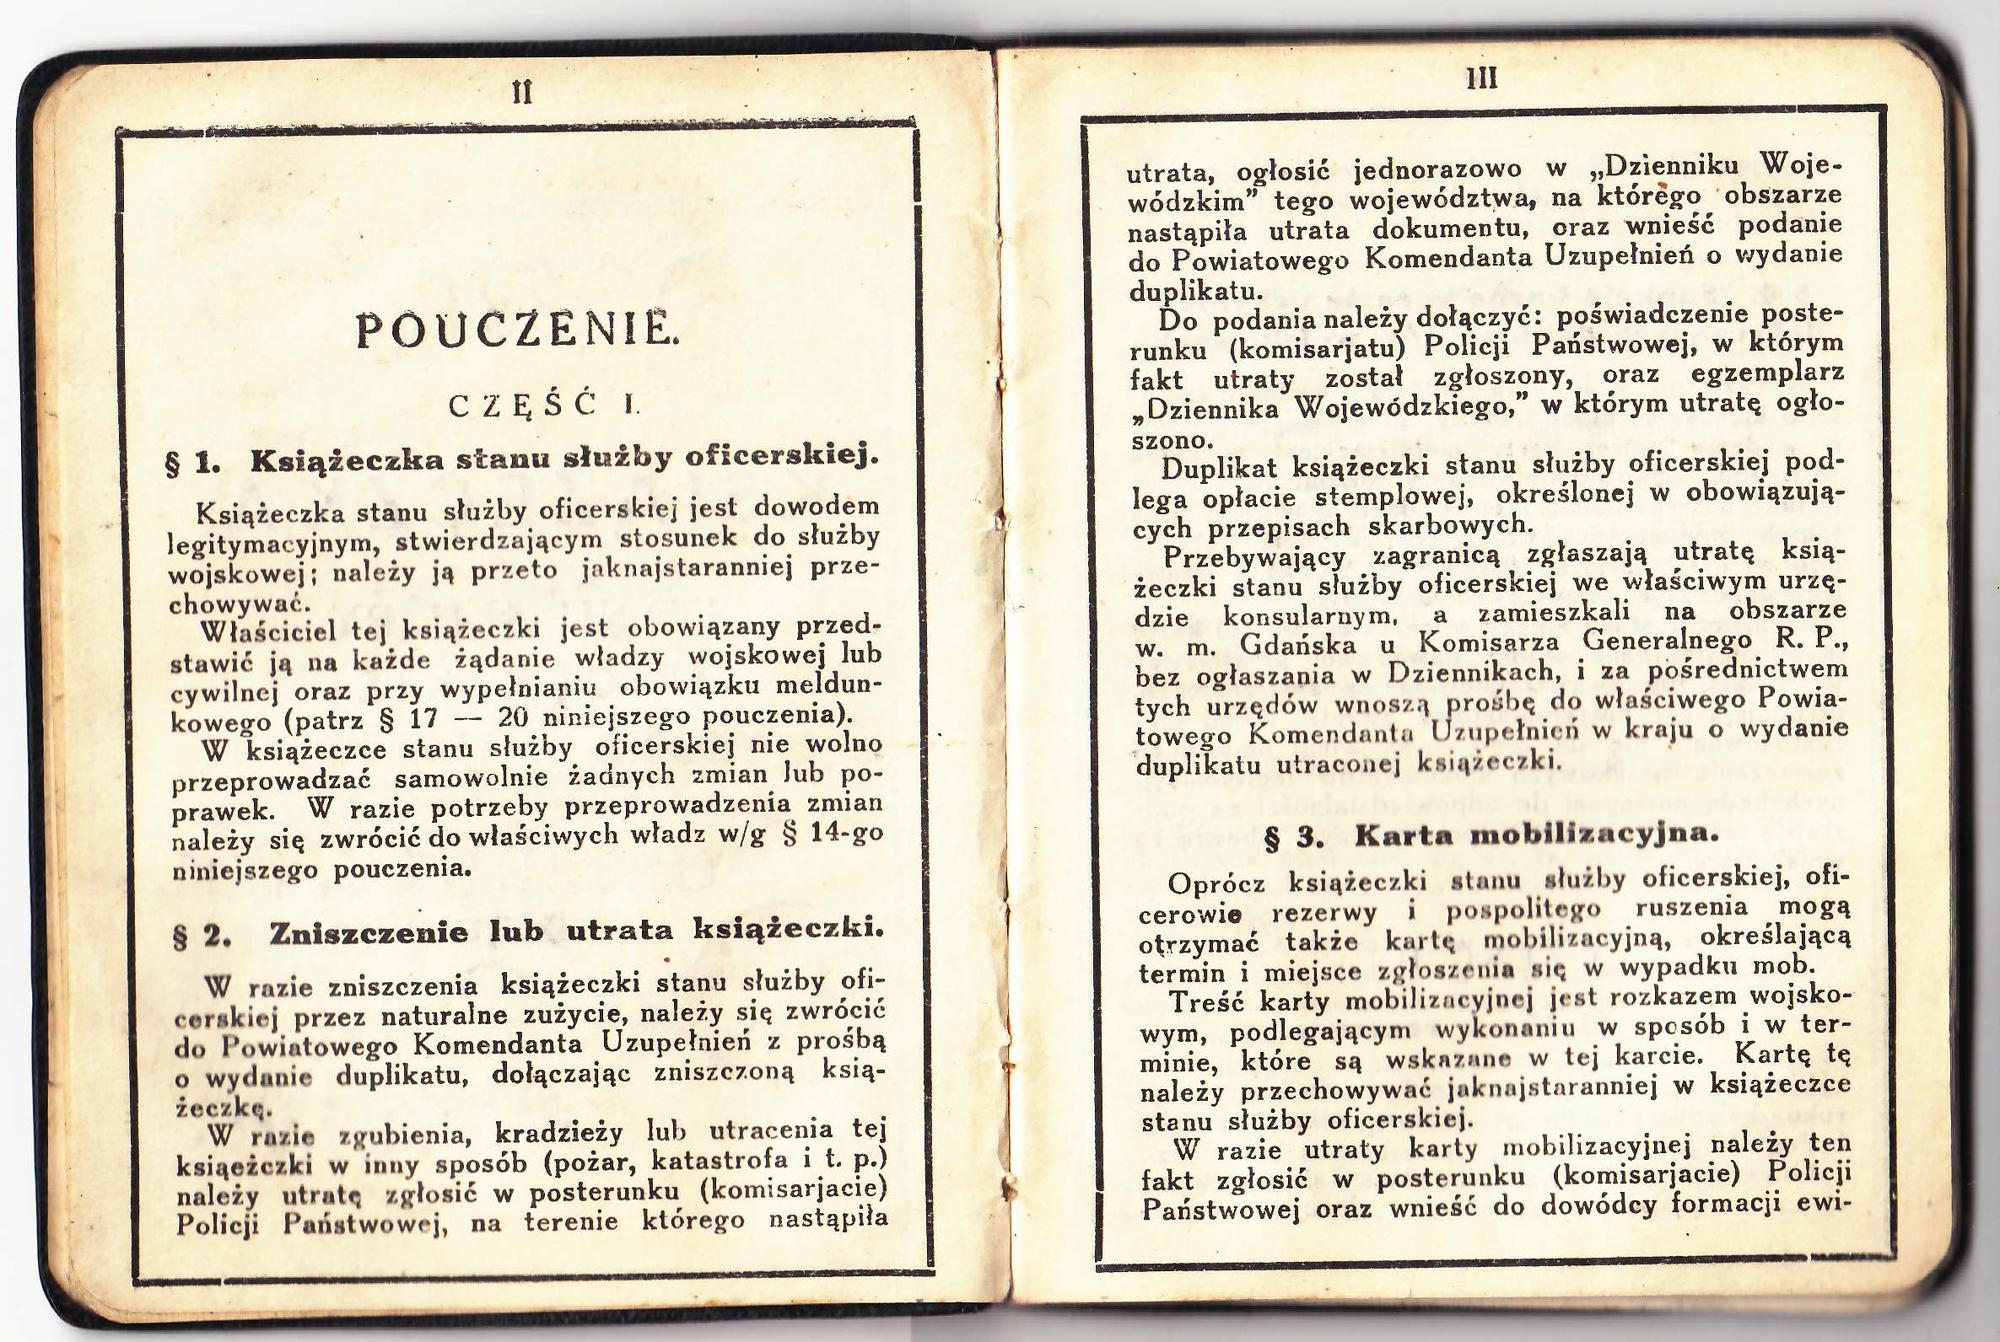 II
POUCZENIE.
CZĘŚĆ I.
§ 1. Książeczka stanu służby oficerskiej.
Książeczka stanu służby oficerskiej jest dowodem
legitymacyjnym, stwierdzającym stosunek do służby
wojskowej; należy ją przeto jaknajstaranniej prze-
chowywać.
Właściciel tej książeczki jest obowiązany przed-
stawić ją na każde żądanie władzy wojskowej lub
cywilnej oraz przy wypełnianiu obowiązku meldun-
kowego (patrz § 17 — 20 niniejszego pouczenia).
W książeczce stanu służby oficerskiej nie wolno
przeprowadzać samowolnie żadnych zmian lub po-
prawek. W razie potrzeby przeprowadzenia zmian
należy się zwrócić do właściwych władz w/g § 14-go
niniejszego pouczenia.
§ 2. Zniszczenie lub utrata książeczki.
W razie zniszczenia książeczki stanu służby ofi-
cerskiej przez naturalne zużycie, należy się zwrócić
do Powiatowego Komendanta Uzupełnień z prośbą
o wydanie duplikatu, dołączając zniszczoną ksią-
żeczkę.
W razie zgubienia, kradzieży lub utracenia tej
ksiąeżczki w inny sposób (pożar, katastrofa i t. p.)
należy utratę zgłosić w posterunku (komisarjacie)
Policji Państwowej, na terenie którego nastąpiła
III
utrata, ogłosić jednorazowo w „Dzienniku Woje-
wódzkim” tego województwa, na którego obszarze
nastąpiła utrata dokumentu, oraz wnieść podanie
do Powiatowego Komendanta Uzupełnień o wydanie
duplikatu.
Do podania należy dołączyć: poświadczenie poste-
runku (komisarjatu) Policji Państwowej, w którym
fakt utraty został zgłoszony, oraz egzemplarz
„Dziennika Wojewódzkiego,” w którym utratę ogło-
szono.
Duplikat książeczki stanu służby oficerskiej pod-
lega opłacie stemplowej, określonej w obowiązują-
cych przepisach skarbowych.
Przebywający zagranicą zgłaszają utratę ksią-
żeczki stanu służby oficerskiej we właściwym urzę-
dzie konsularnym, a zamieszkali na obszarze
w. m. Gdańska u Komisarza Generalnego R. P.,
bez ogłaszania w Dziennikach, i za pośrednictwem
tych urzędów wnoszą prośbę do właściwego Powia-
towego Komendanta Uzupełnień w kraju o wydanie
duplikatu utraconej książeczki.
§ 3. Karta mobilizacyjna.
Oprócz książeczki stanu służby oficerskiej, ofi-
cerowie rezerwy i pospolitego ruszenia mogą
otrzymać także kartę mobilizacyjną, określającą
termin i miejsce zgłoszenia się w wypadku mob.
Treść karty mobilizacyjnej jest rozkazem wojsko-
wym, podlegającym wykonaniu w sposób i w ter-
minie, które są wskazane w tej karcie. Kartę tę
należy przechowywać jaknajstaranniej w książeczce
stanu służby oficerskiej.
W razie utraty karty mobilizacyjnej należy ten
fakt zgłosić w posterunku (komisarjacie) Policji
Państwowej oraz wnieść do dowódcy formacji ewi-